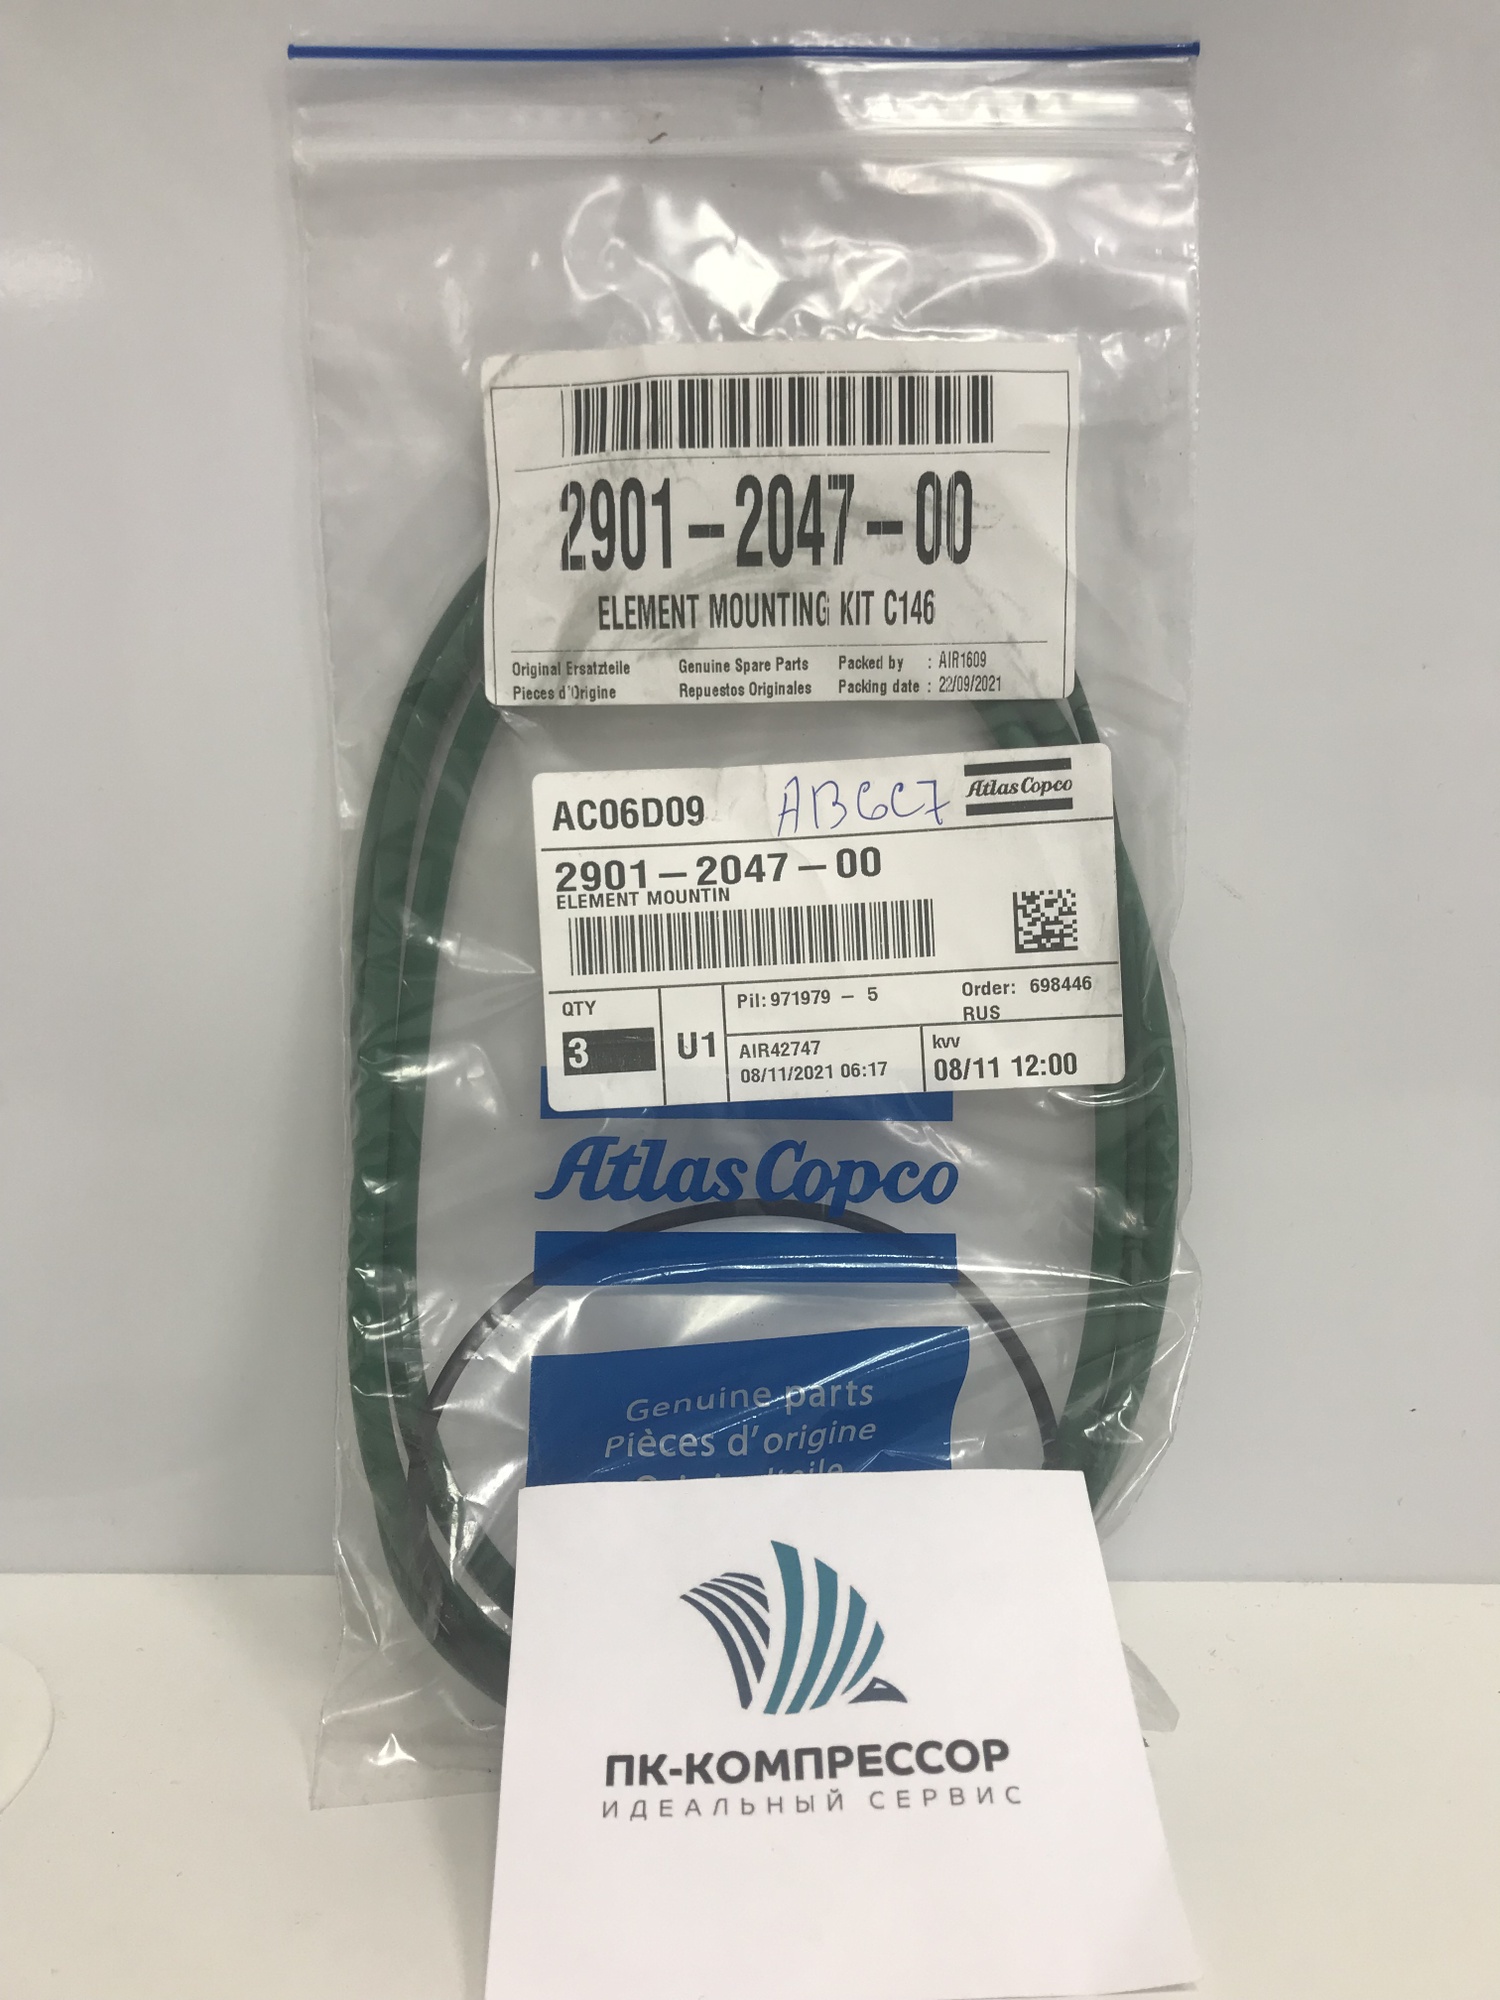 2901-2047-00
ELEMENT MOUNTING KIT C146
Original Ersatzteile Genuine Spare Parts Packed by : AIR1609
Pieces d'Origine Repuestos Originales Packing date : 22/09/2021
AC06D09 AB6C7 Atlas Copco
2901-2047-00
ELEMENT MOUNTIN
QTY Pil: 971979 - 5 Order: 698446
RUS
3 U1 AIR42747 kvv
08/11/2021 06:17 08/11 12:00
Atlas Copco
Genuine parts
Pièces d'origine
ПК-КОМПРЕССОР
ИДЕАЛЬНЫЙ СЕРВИС